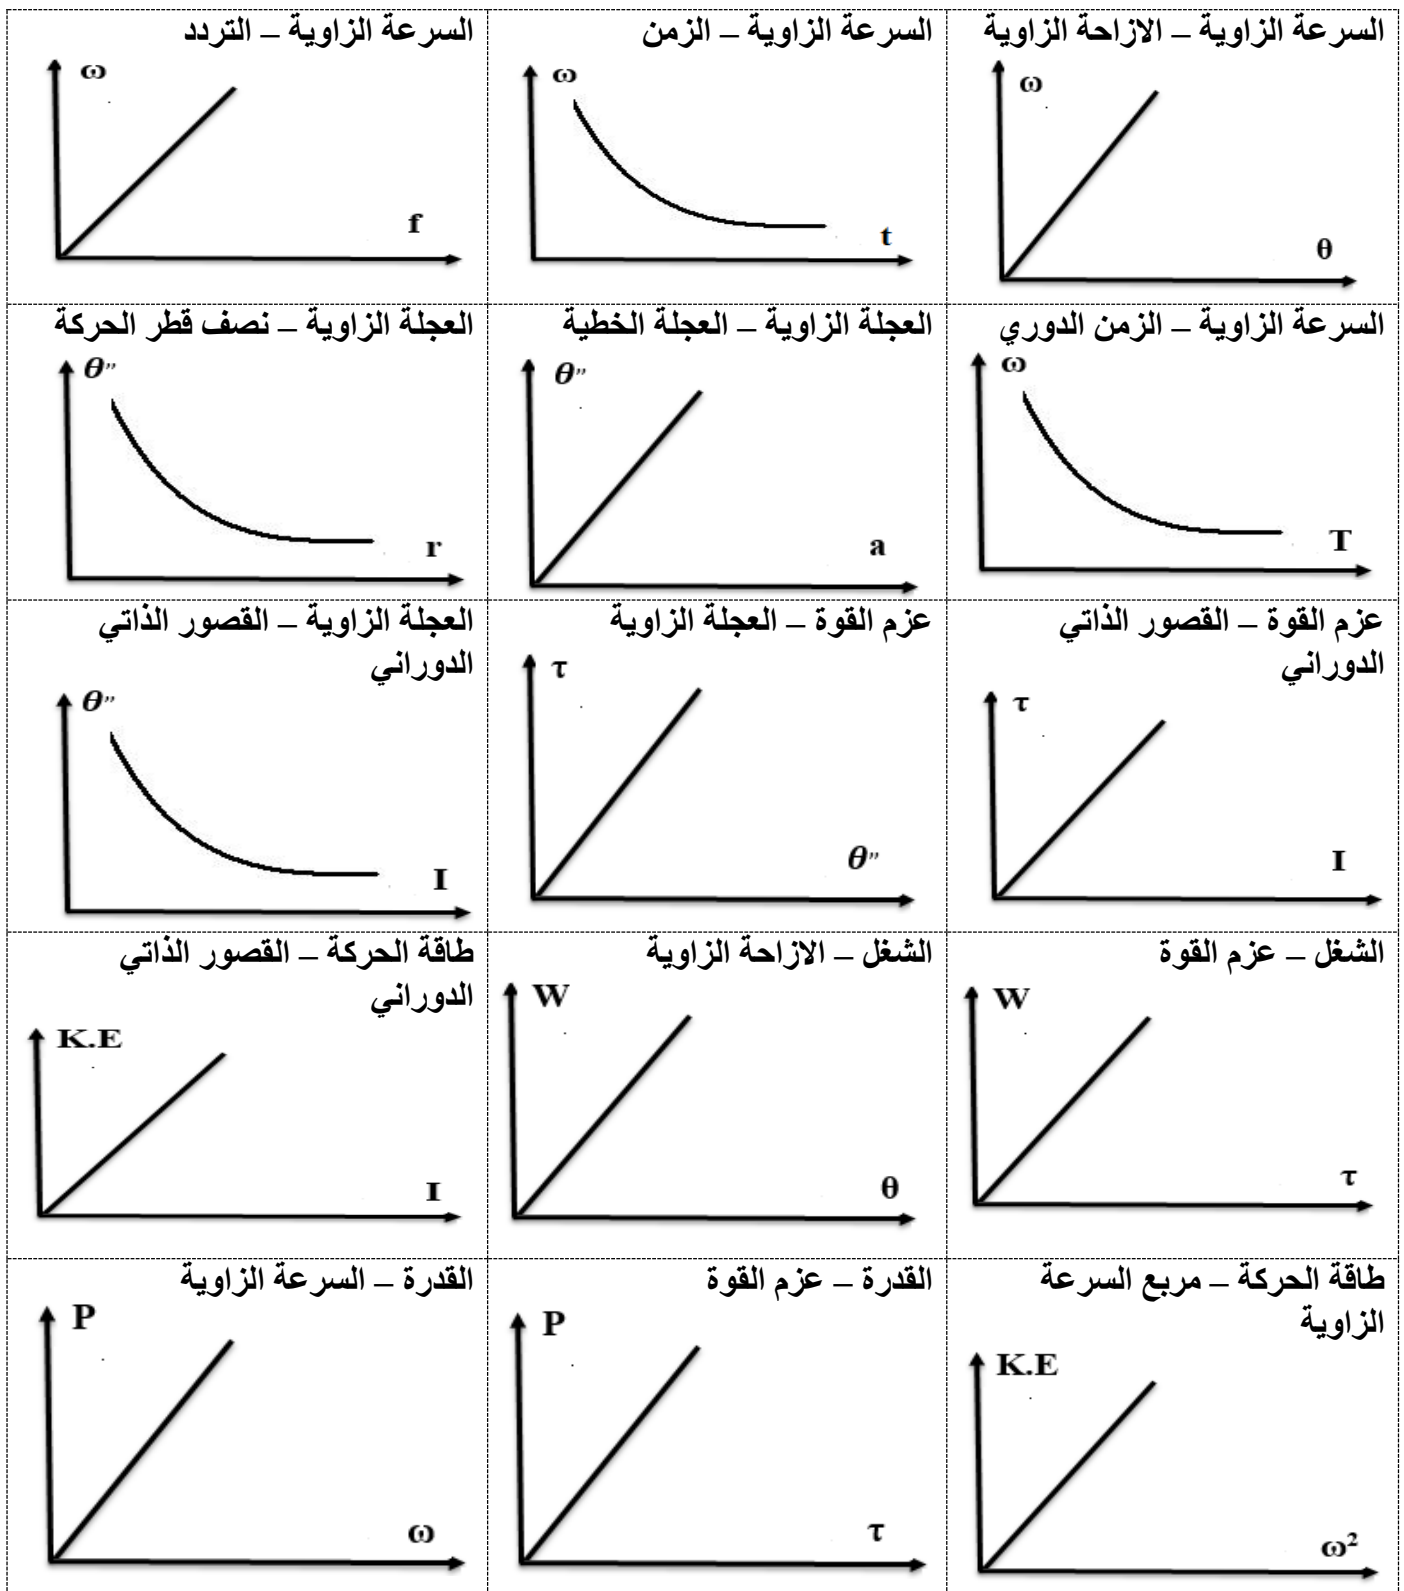 السرعة الزاوية – الازاحة الزاوية
ω
θ
السرعة الزاوية – الزمن
ω
t
السرعة الزاوية – التردد
ω
f
السرعة الزاوية – الزمن الدوري
ω
T
العجلة الزاوية – العجلة الخطية
θ״
a
العجلة الزاوية – نصف قطر الحركة
θ״
r
عزم القوة – القصور الذاتي
الدوراني
τ
I
عزم القوة – العجلة الزاوية
τ
θ״
العجلة الزاوية – القصور الذاتي
الدوراني
θ״
I
الشغل – عزم القوة
W
τ
الشغل – الازاحة الزاوية
W
θ
طاقة الحركة – القصور الذاتي
الدوراني
K.E
I
طاقة الحركة – مربع السرعة
الزاوية
K.E
ω²
القدرة – عزم القوة
P
τ
القدرة – السرعة الزاوية
P
ω